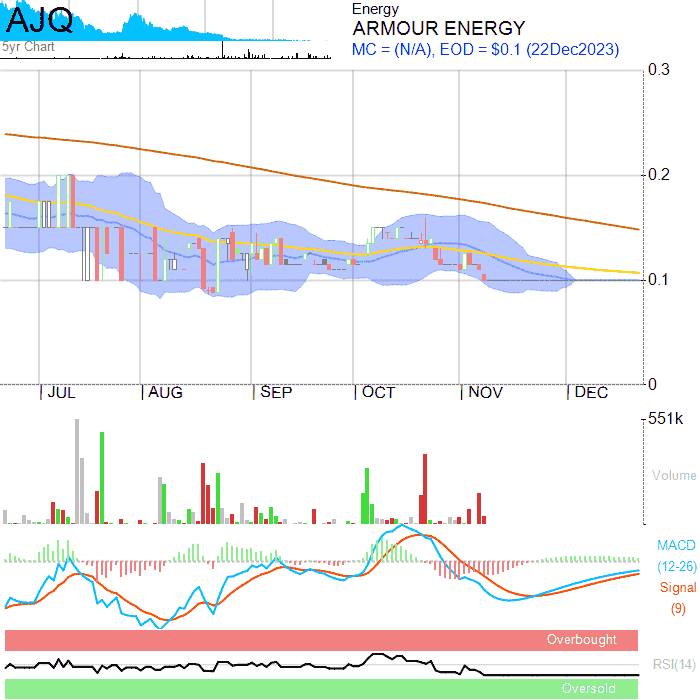 AJQ
5yr Chart
Energy
ARMOUR ENERGY
MC = (N/A), EOD = $0.1 (22Dec2023)
0.3
0.2
0.1
0
JUL AUG SEP OCT NOV DEC
551k
Volume
MACD
(12-26)
Signal
(9)
Overbought
RSI(14)
Oversold